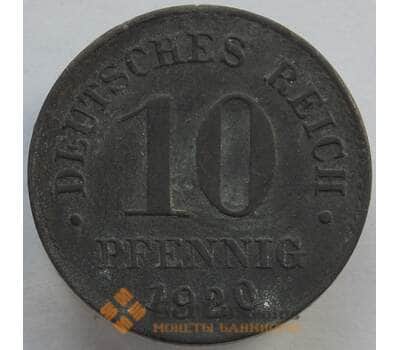 DEUTSCHES REICH
10
PFENNIG
1920
МОНЕТЫ БАНКНОТЫ